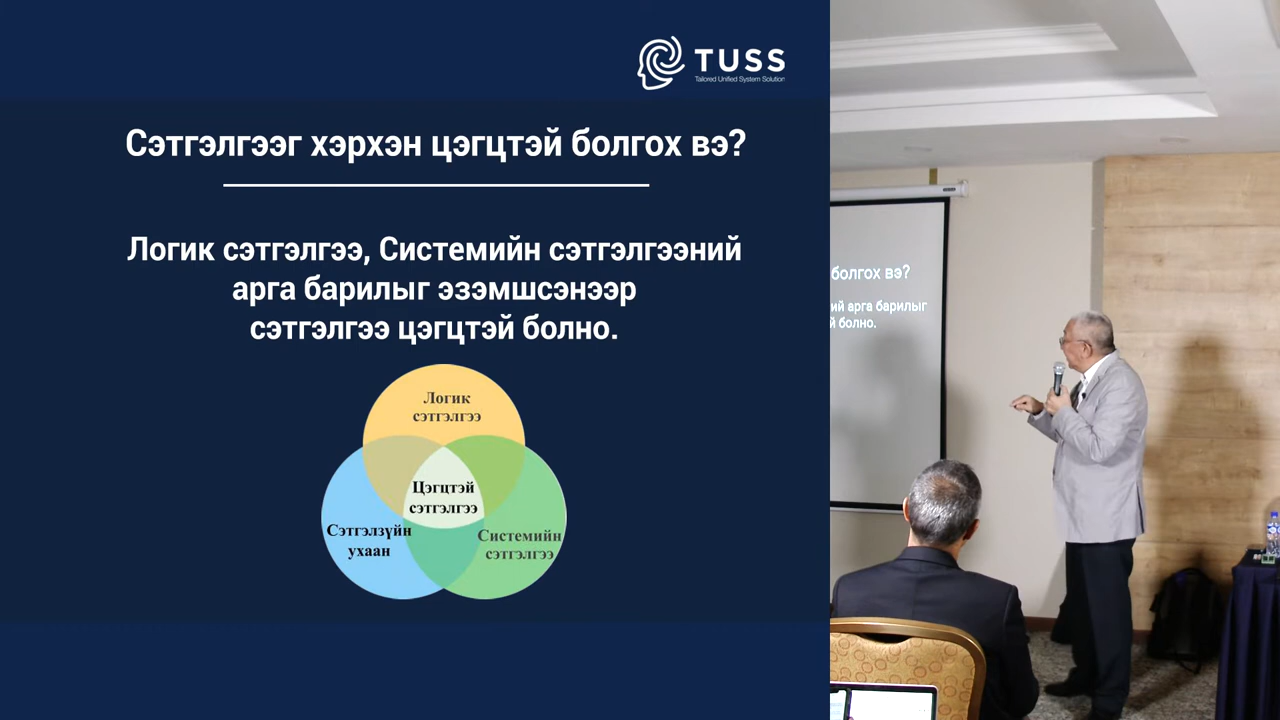 TUSS
Tailored Unified System Solution
Сэтгэлгээг хэрхэн цэгцтэй болгох вэ?
Логик сэтгэлгээ, Системийн сэтгэлгээний
арга барилыг эзэмшсэнээр
сэтгэлгээ цэгцтэй болно.
Логик
сэтгэлгээ
Цэгцтэй
сэтгэлгээ
Сэтгэлзүйн
ухаан
Системийн
сэтгэлгээ
болгох вэ?
ий арга барилыг
й болно.